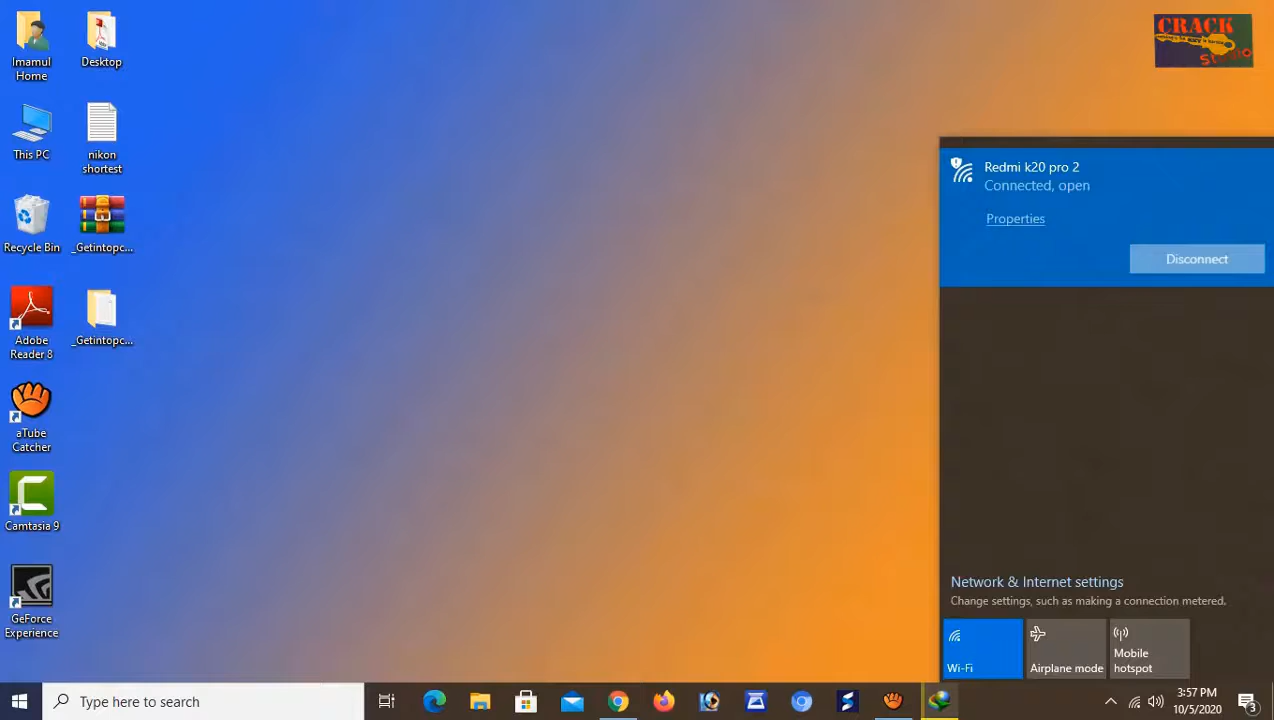 Imamul
Home
Desktop
This PC
nikon
shortest
Recycle Bin
_Getintopc...
Adobe
Reader 8
_Getintopc...
aTube
Catcher
Camtasia 9
GeForce
Experience
CRACK
Studio
Redmi k20 pro 2
Connected, open
Properties
Disconnect
Network & Internet settings
Change settings, such as making a connection metered.
Wi-Fi
Airplane mode
Mobile
hotspot
Type here to search
3:57 PM
10/5/2020
3